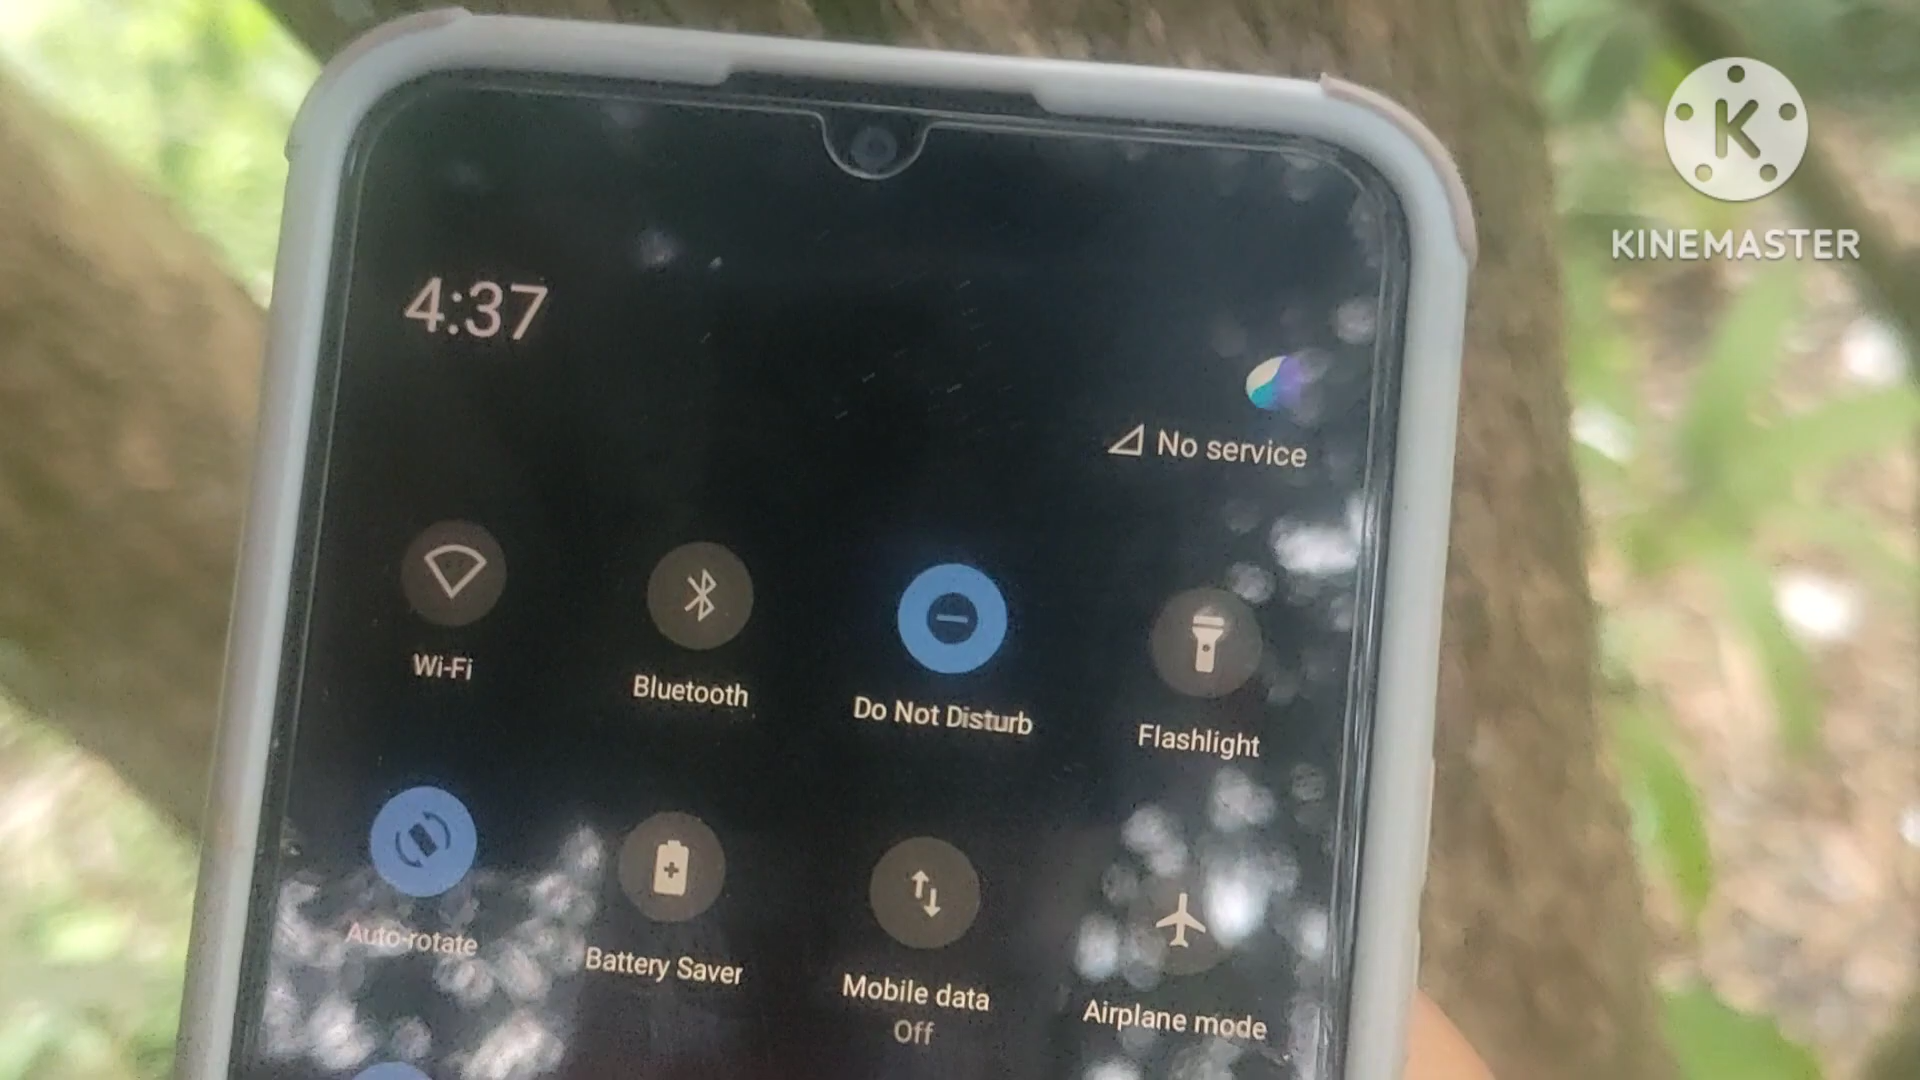 K
KINEMASTER
4:37
No service
Wi-Fi
Bluetooth
Do Not Disturb
Flashlight
Auto-rotate
Battery Saver
Mobile data
Off
Airplane mode